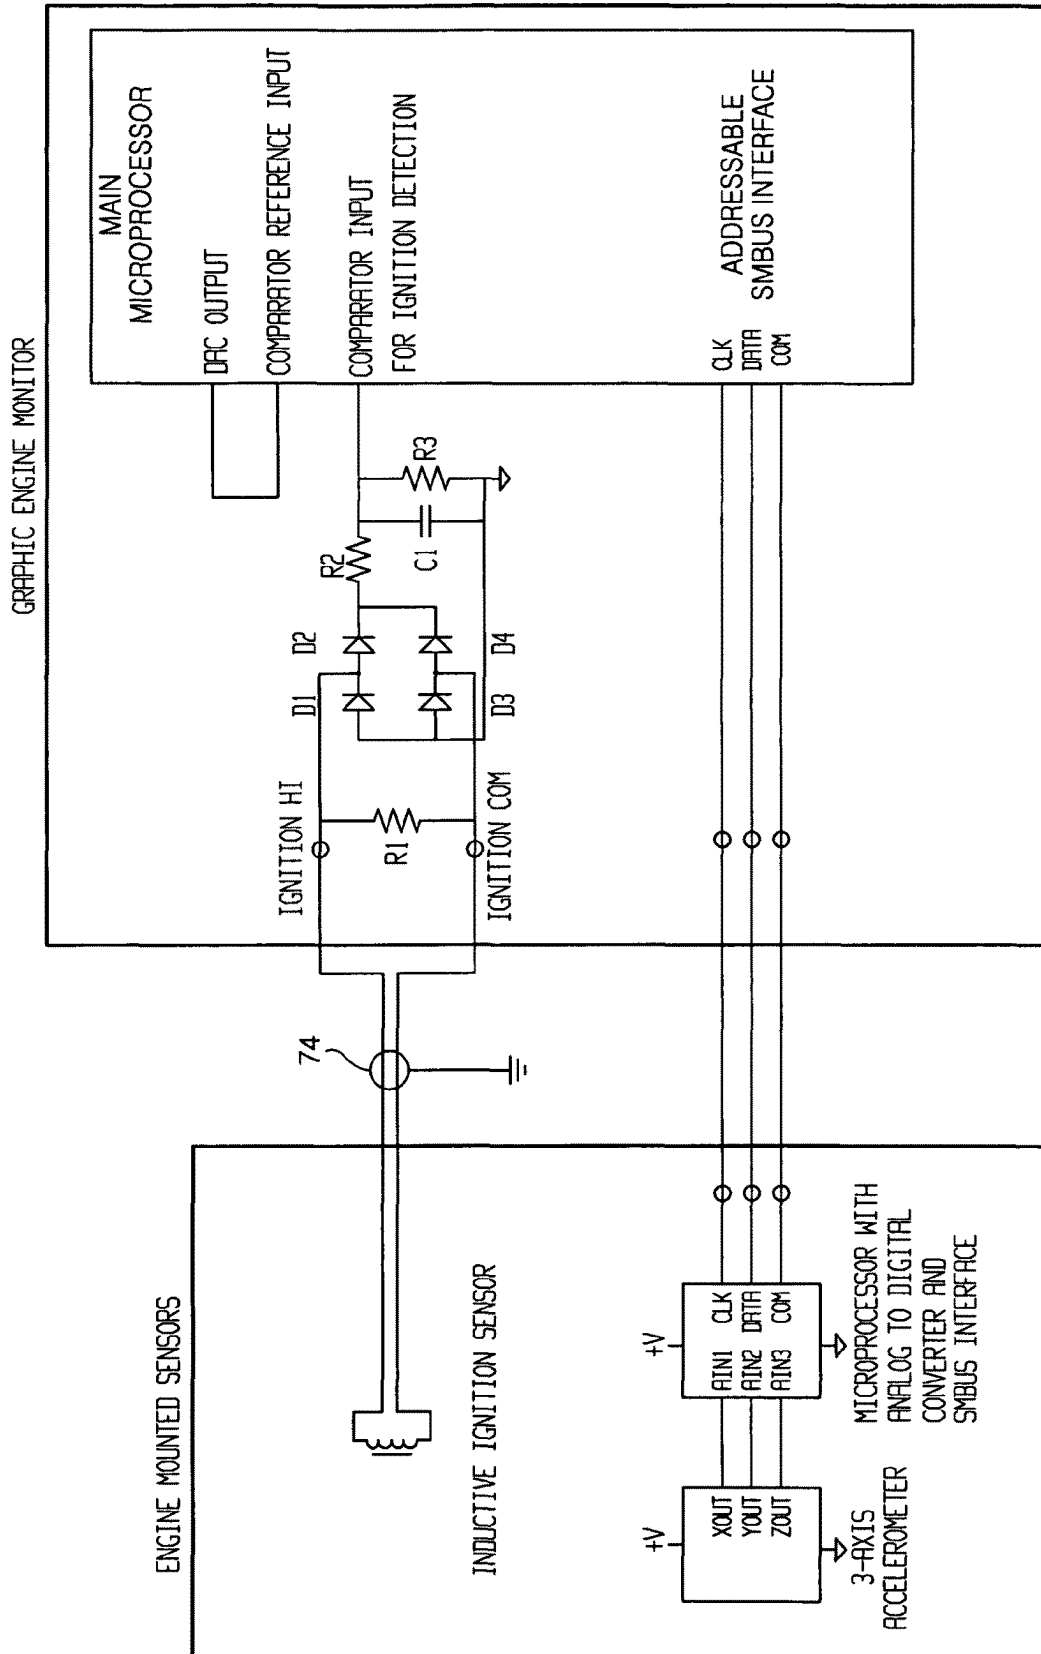 GRAPHIC ENGINE MONITOR
MAIN
MICROPROCESSOR
DAC OUTPUT
COMPARATOR REFERENCE INPUT
COMPARATOR INPUT
FOR IGNITION DETECTION
ADDRESSABLE
SMBUS INTERFACE
CLK
DATA
COM
R3
C1
R2
D2
D4
D1
D3
IGNITION HI
R1
IGNITION COM
74
ENGINE MOUNTED SENSORS
INDUCTIVE IGNITION SENSOR
+V
AIN1 CLK
AIN2 DATA
AIN3 COM
MICROPROCESSOR WITH
ANALOG TO DIGITAL
CONVERTER AND
SMBUS INTERFACE
+V
XOUT
YOUT
ZOUT
3-AXIS
ACCELEROMETER